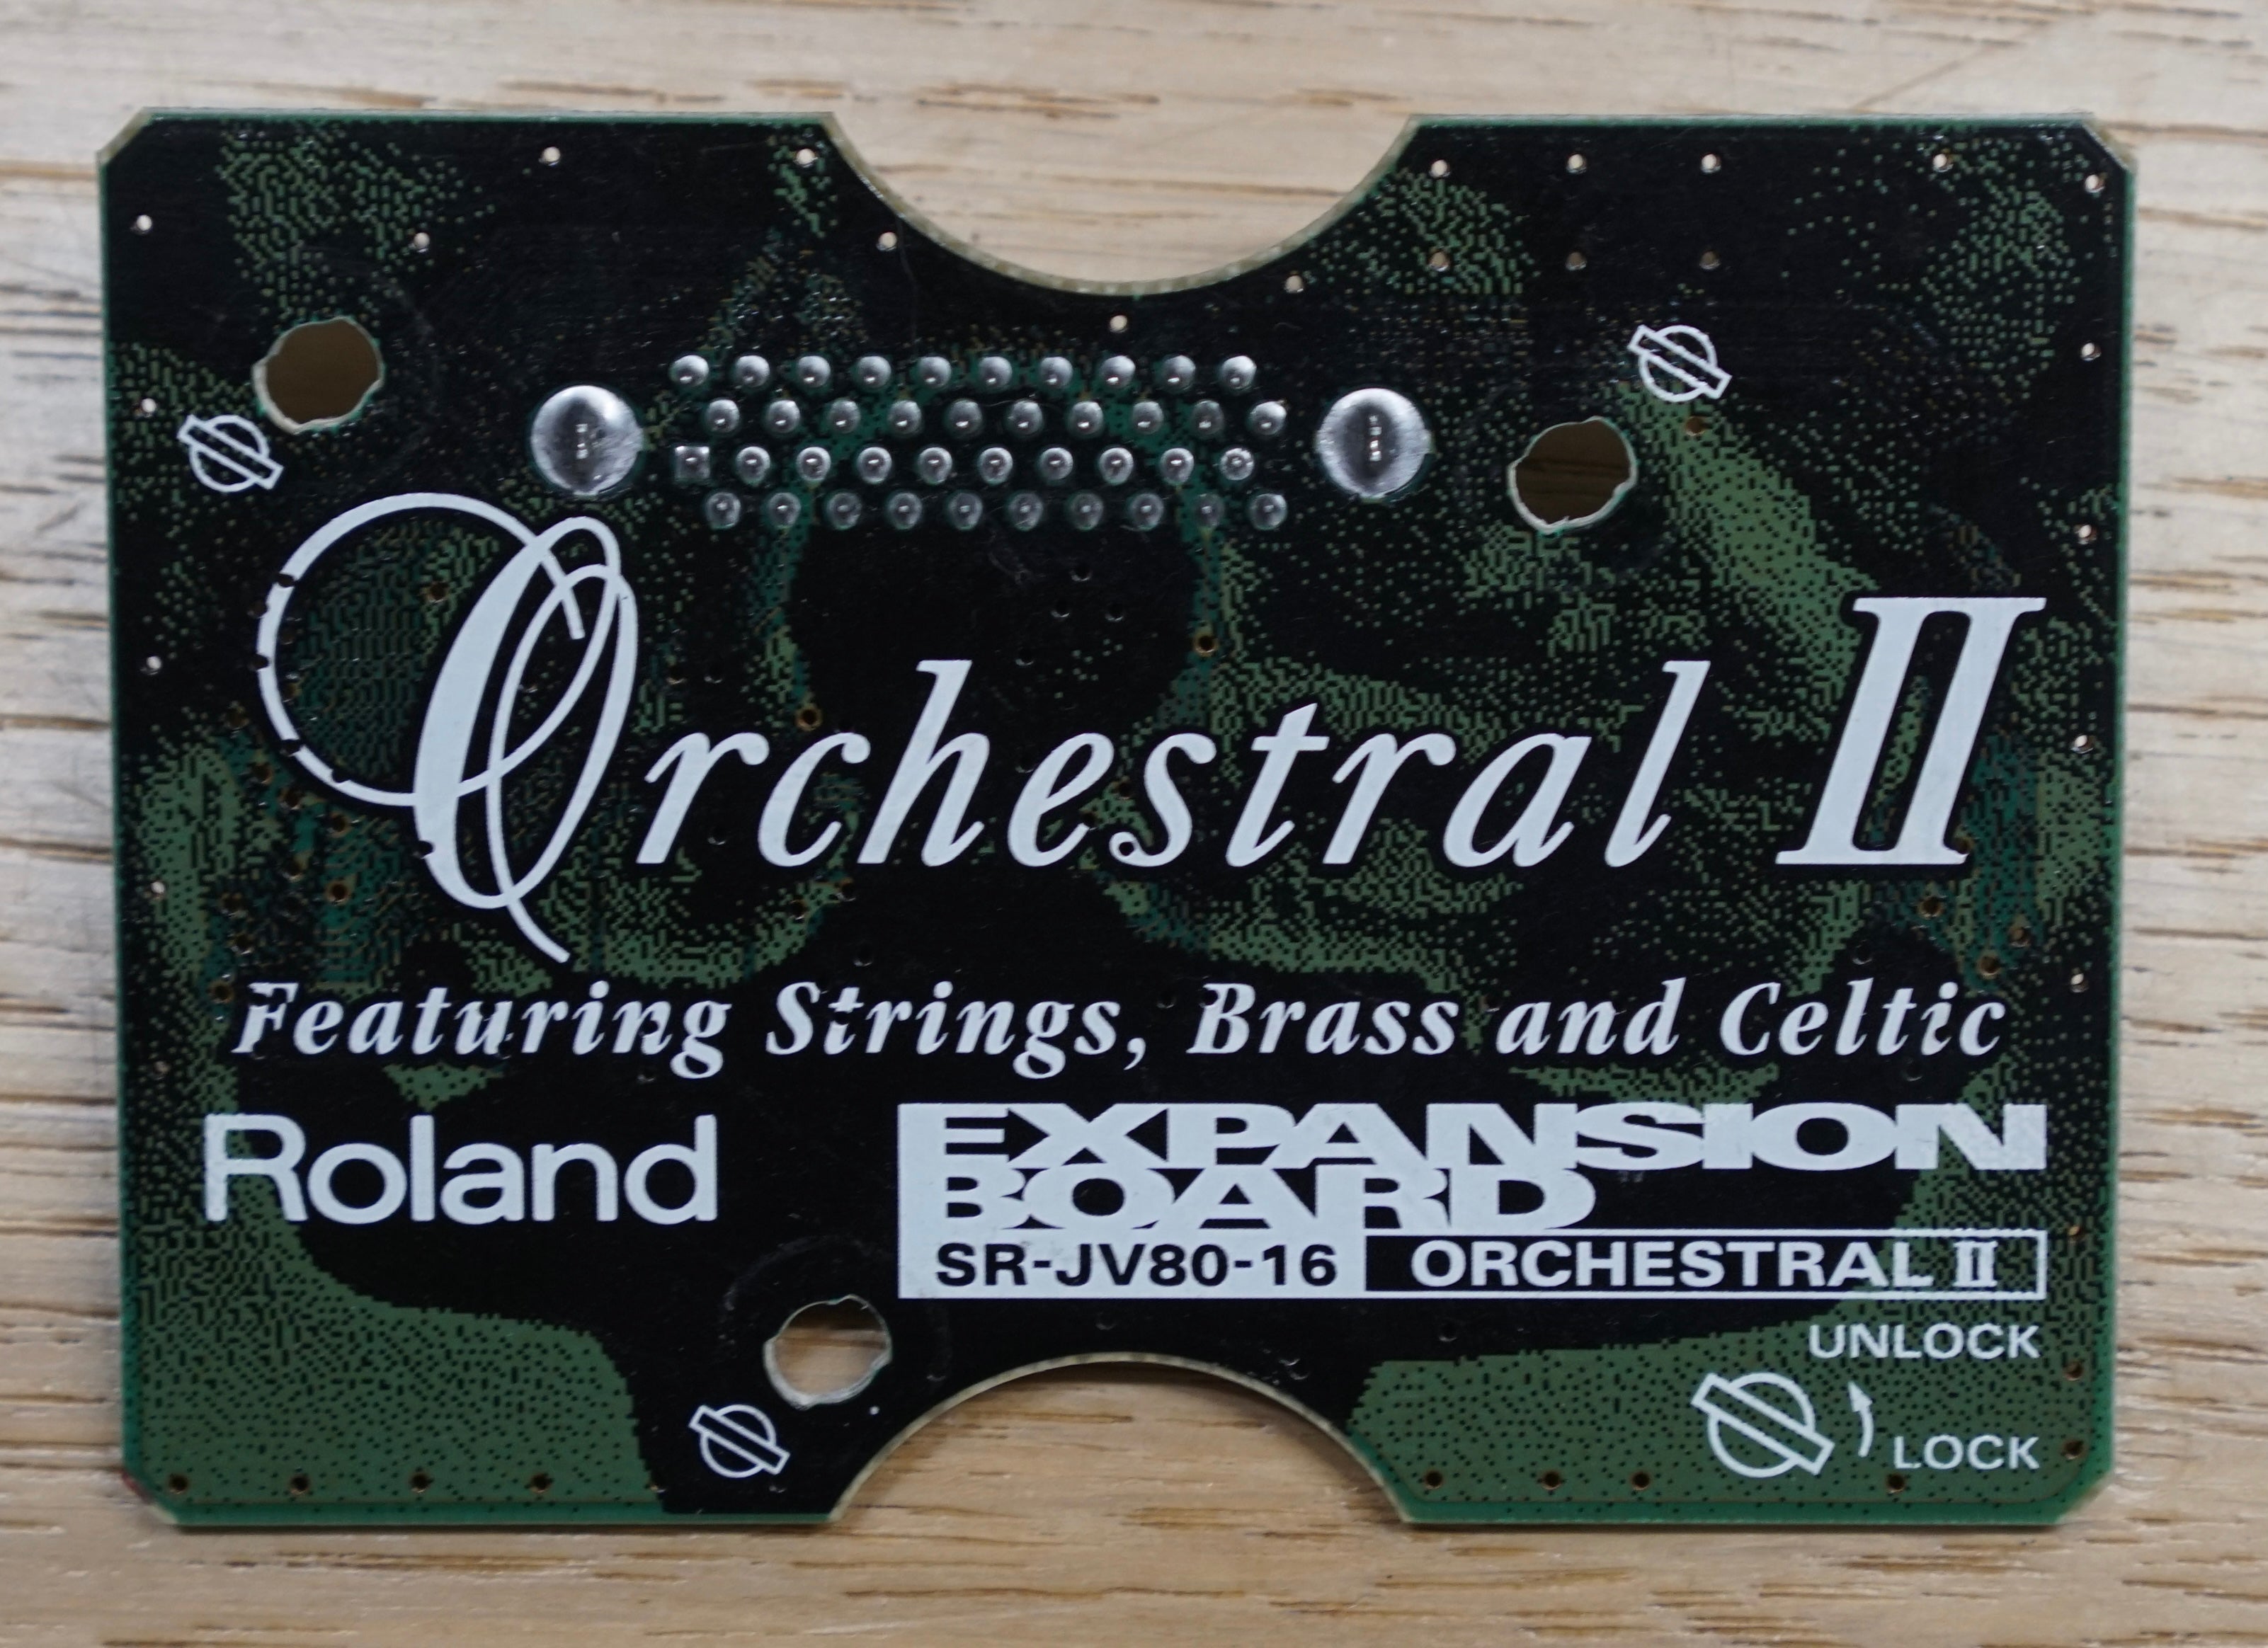 Orchestral II
Featuring Strings, Brass and Celtic
Roland
EXPANSION
BOARD
SR-JV80-16 ORCHESTRAL II
UNLOCK
LOCK